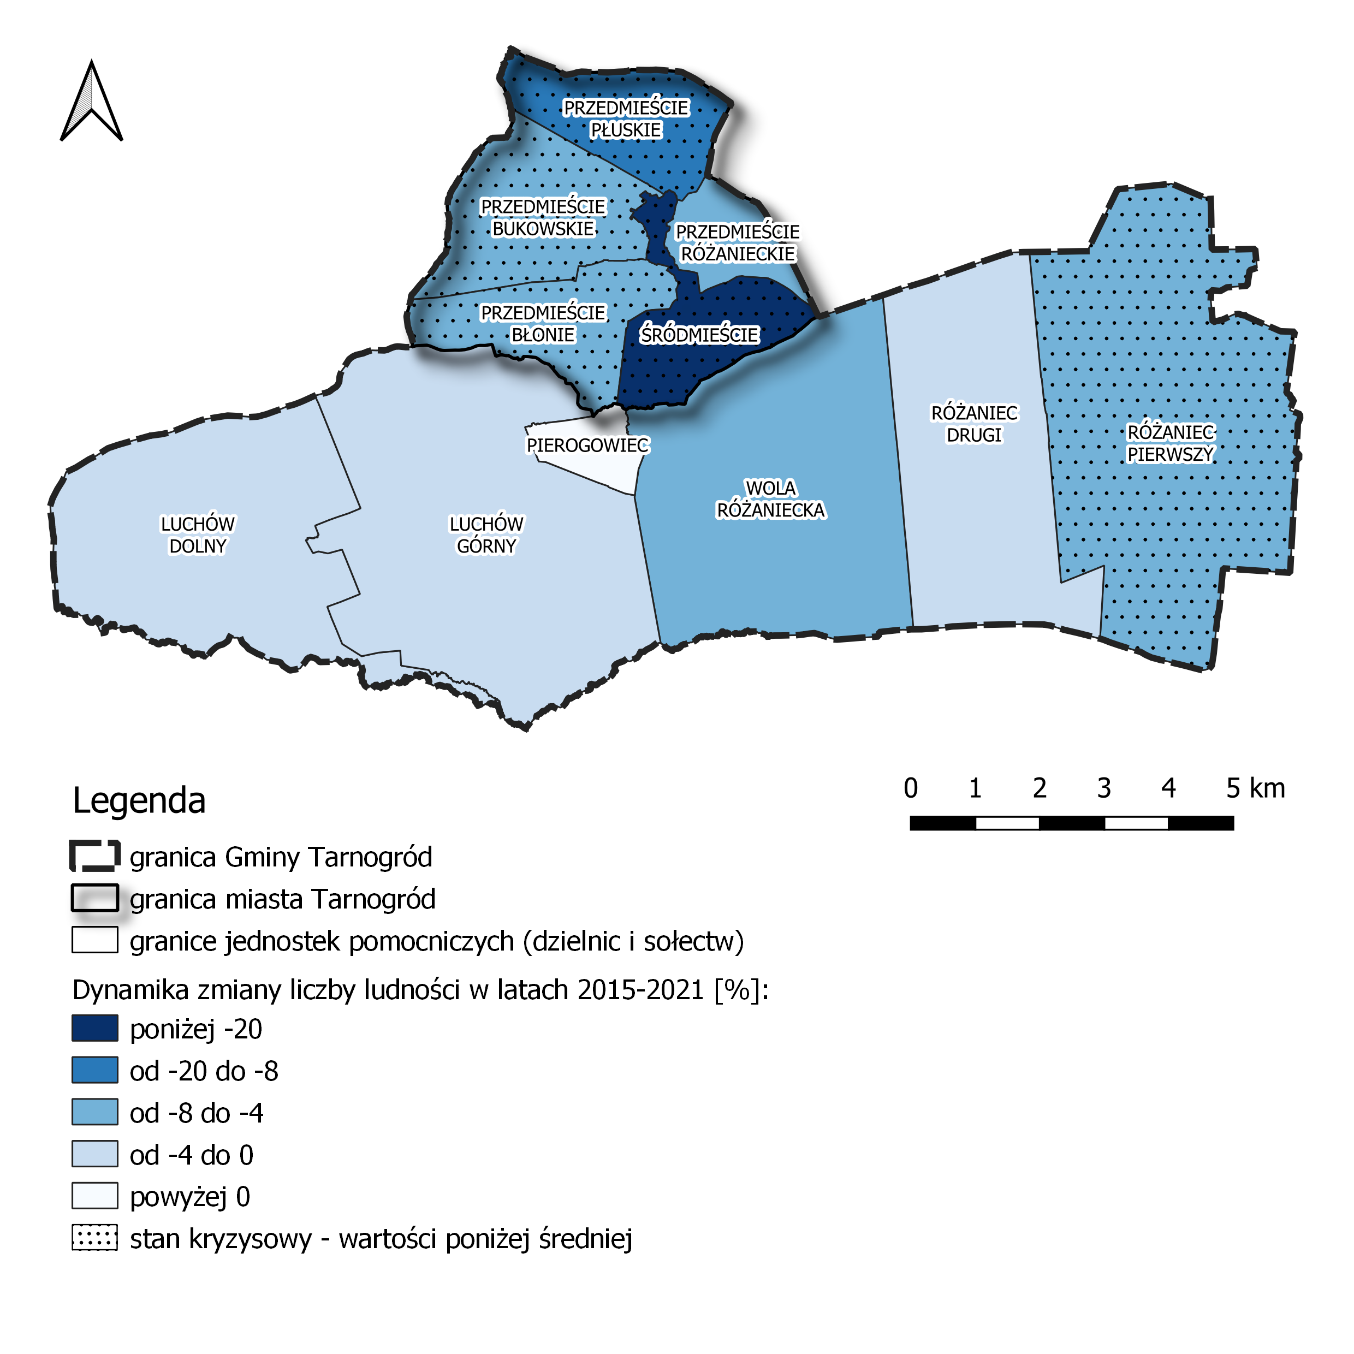 PRZEDMIEŚCIE
PŁUSKIE
PRZEDMIEŚCIE
BUKOWSKIE
PRZEDMIEŚCIE
RÓŻANIECKIE
PRZEDMIEŚCIE
BŁONIE
ŚRÓDMIEŚCIE
PIEROGOWIEC
RÓŻANIEC
DRUGI
RÓŻANIEC
PIERWSZY
WOLA
RÓŻANIECKA
LUCHÓW
DOLNY
LUCHÓW
GÓRNY
0 1 2 3 4 5 km
Legenda
granica Gminy Tarnogród
granica miasta Tarnogród
granice jednostek pomocniczych (dzielnic i sołectw)
Dynamika zmiany liczby ludności w latach 2015-2021 [%]:
poniżej -20
od -20 do -8
od -8 do -4
od -4 do 0
powyżej 0
stan kryzysowy - wartości poniżej średniej